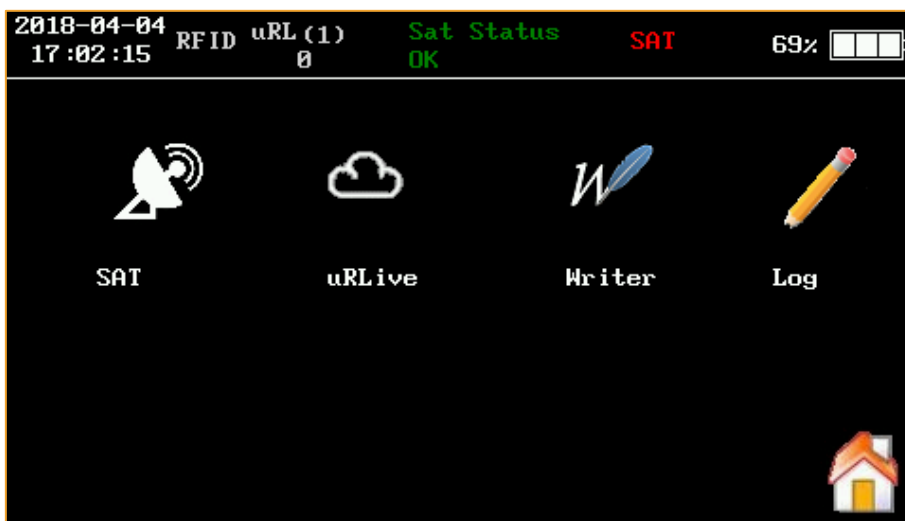 2018-04-04 RFID uRL (1) Sat Status SAT 69%
17:02:15 0 OK
W
SAT uRLive Writer Log